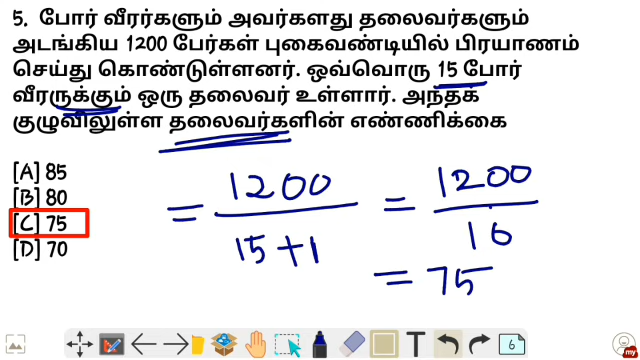 5. போர் வீரர்களும் அவர்களது தலைவர்களும்
அடங்கிய 1200 பேர்கள் புகைவண்டியில் பிரயாணம்
செய்து கொண்டுள்ளனர். ஒவ்வொரு 15 போர்
வீரருக்கும் ஒரு தலைவர் உள்ளார். அந்தக்
குழுவிலுள்ள தலைவர்களின் எண்ணிக்கை
[A] 85
[B] 80
[C] 75
[D] 70
= 1200 / 15+1 = 1200 / 16
= 75
T 6 my